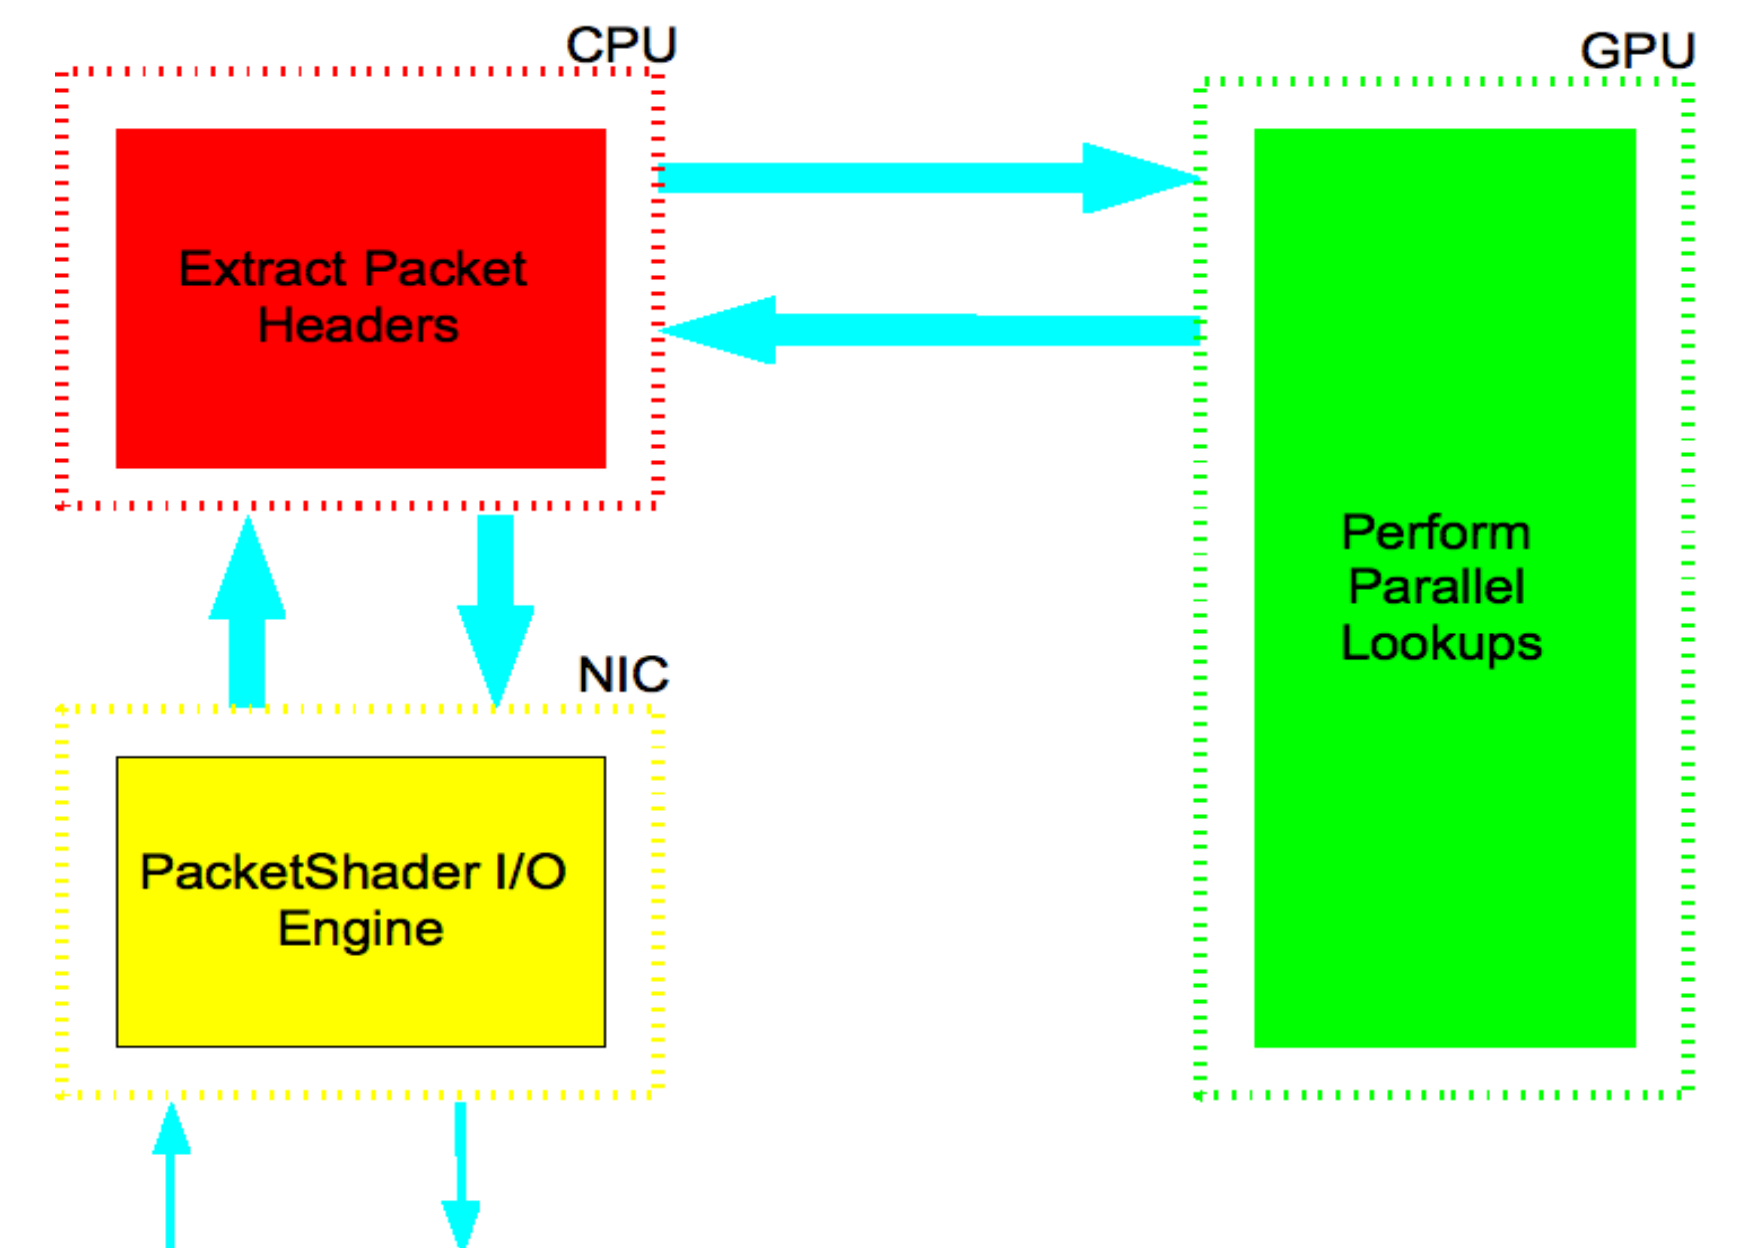 CPU
GPU
Extract Packet
Headers
Perform
Parallel
Lookups
NIC
PacketShader I/O
Engine